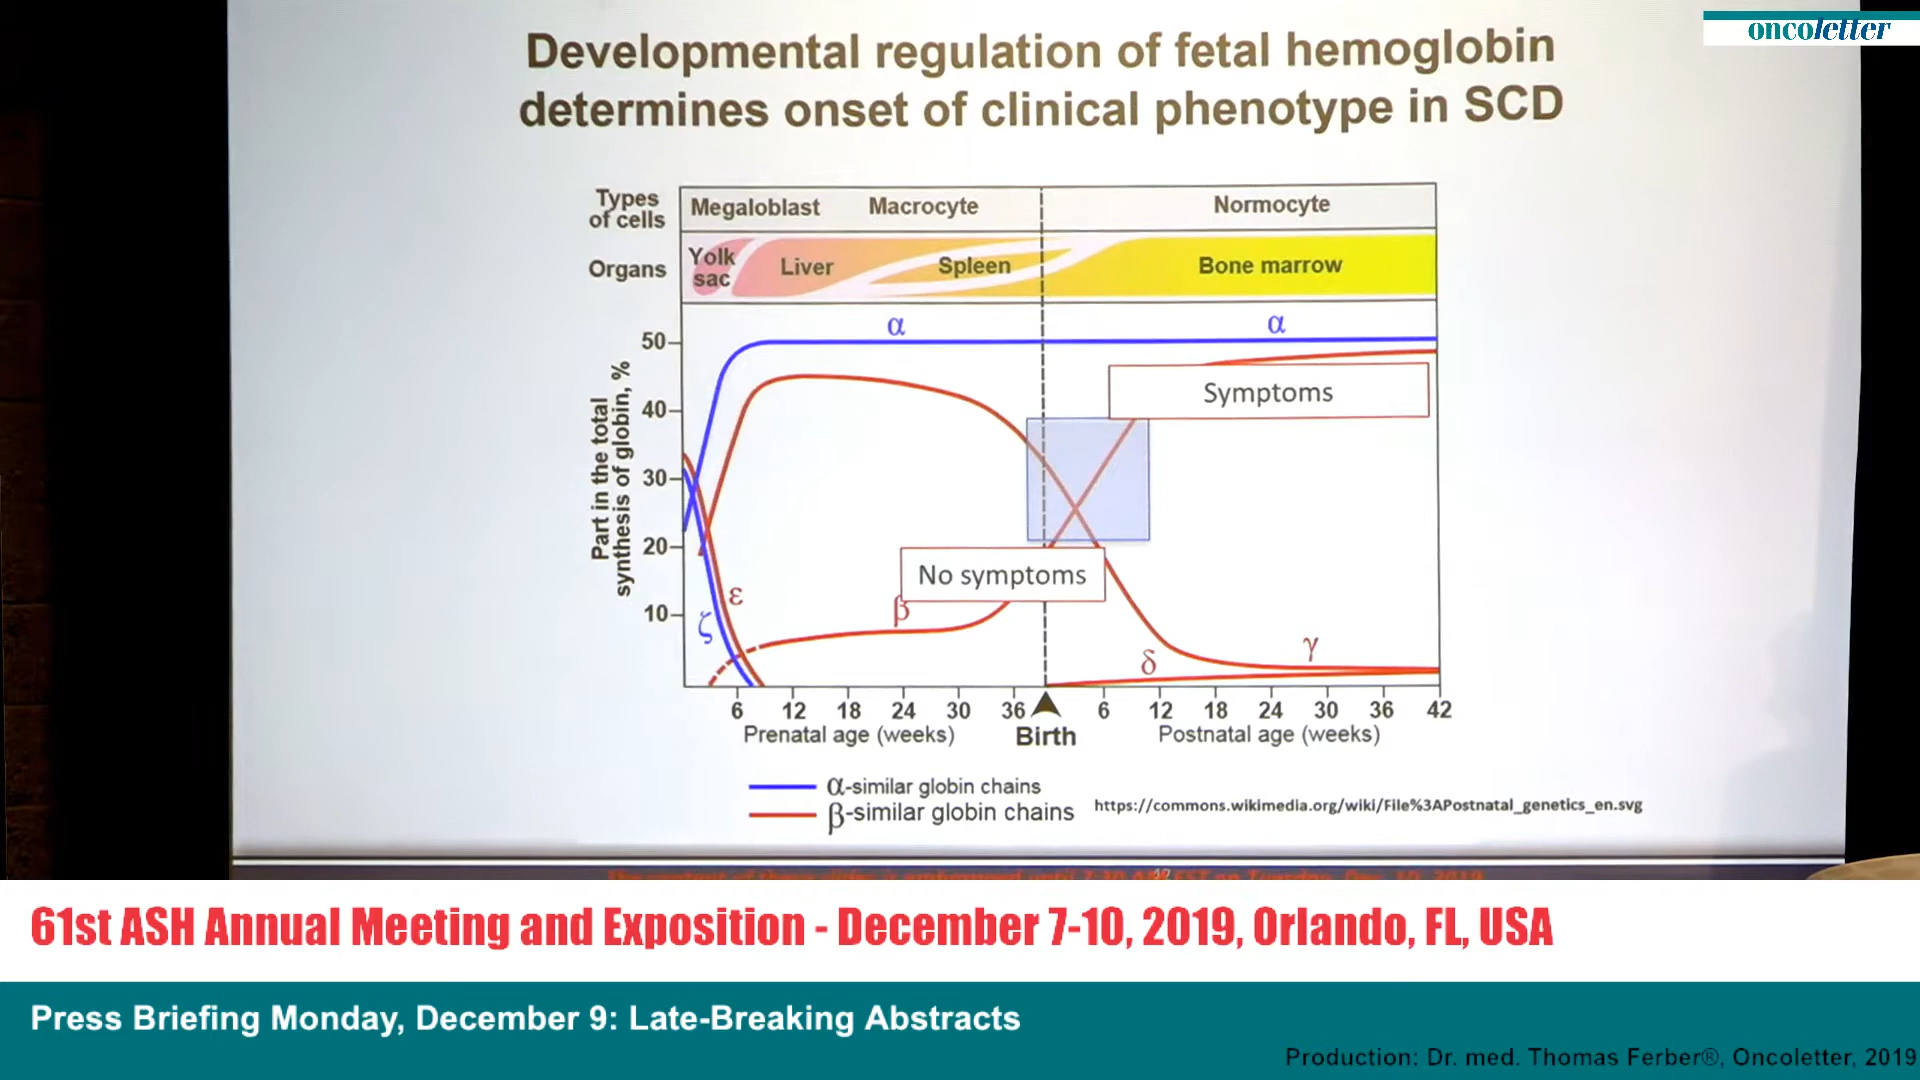 oncoletter
Developmental regulation of fetal hemoglobin
determines onset of clinical phenotype in SCD
Types
of cells
Megaloblast
Macrocyte
Normocyte
Organs
Yolk
sac
Liver
Spleen
Bone marrow
Part in the total
synthesis of globin, %
50
40
30
20
10
α
α
Symptoms
No symptoms
ε
ζ
β
δ
γ
6 12 18 24 30 36 6 12 18 24 30 36 42
Prenatal age (weeks)
Birth
Postnatal age (weeks)
α-similar globin chains
β-similar globin chains
https://commons.wikimedia.org/wiki/File%3APostnatal_genetics_en.svg
61st ASH Annual Meeting and Exposition - December 7-10, 2019, Orlando, FL, USA
Press Briefing Monday, December 9: Late-Breaking Abstracts
Production: Dr. med. Thomas Ferber®, Oncoletter, 2019